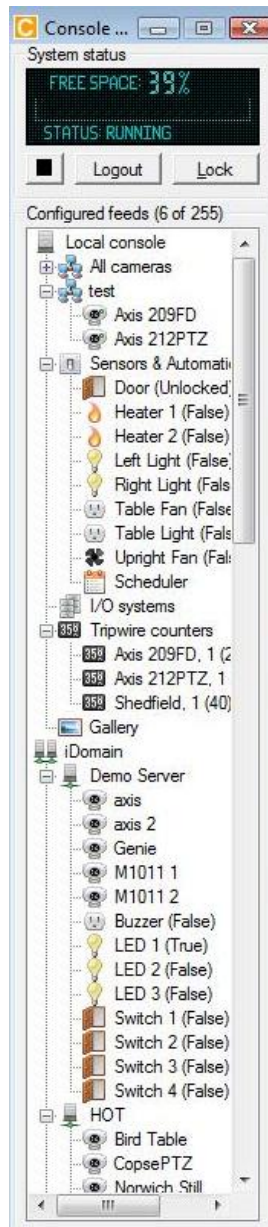 Console ...
System status
FREE SPACE: 39%
STATUS: RUNNING
Logout
Lock
Configured feeds (6 of 255)
Local console
All cameras
test
Axis 209FD
Axis 212PTZ
Sensors & Automati
Door (Unlocked)
Heater 1 (False)
Heater 2 (False)
Left Light (False)
Right Light (Fals
Table Fan (False
Table Light (Fals
Upright Fan (Fal
Scheduler
I/O systems
358 Tripwire counters
358 Axis 209FD, 1 (2
358 Axis 212PTZ, 1
358 Shedfield, 1 (40)
Gallery
iDomain
Demo Server
axis
axis 2
Genie
M1011 1
M1011 2
Buzzer (False)
LED 1 (True)
LED 2 (False)
LED 3 (False)
Switch 1 (False)
Switch 2 (False)
Switch 3 (False)
Switch 4 (False)
HOT
Bird Table
CopsePTZ
Norwich Still